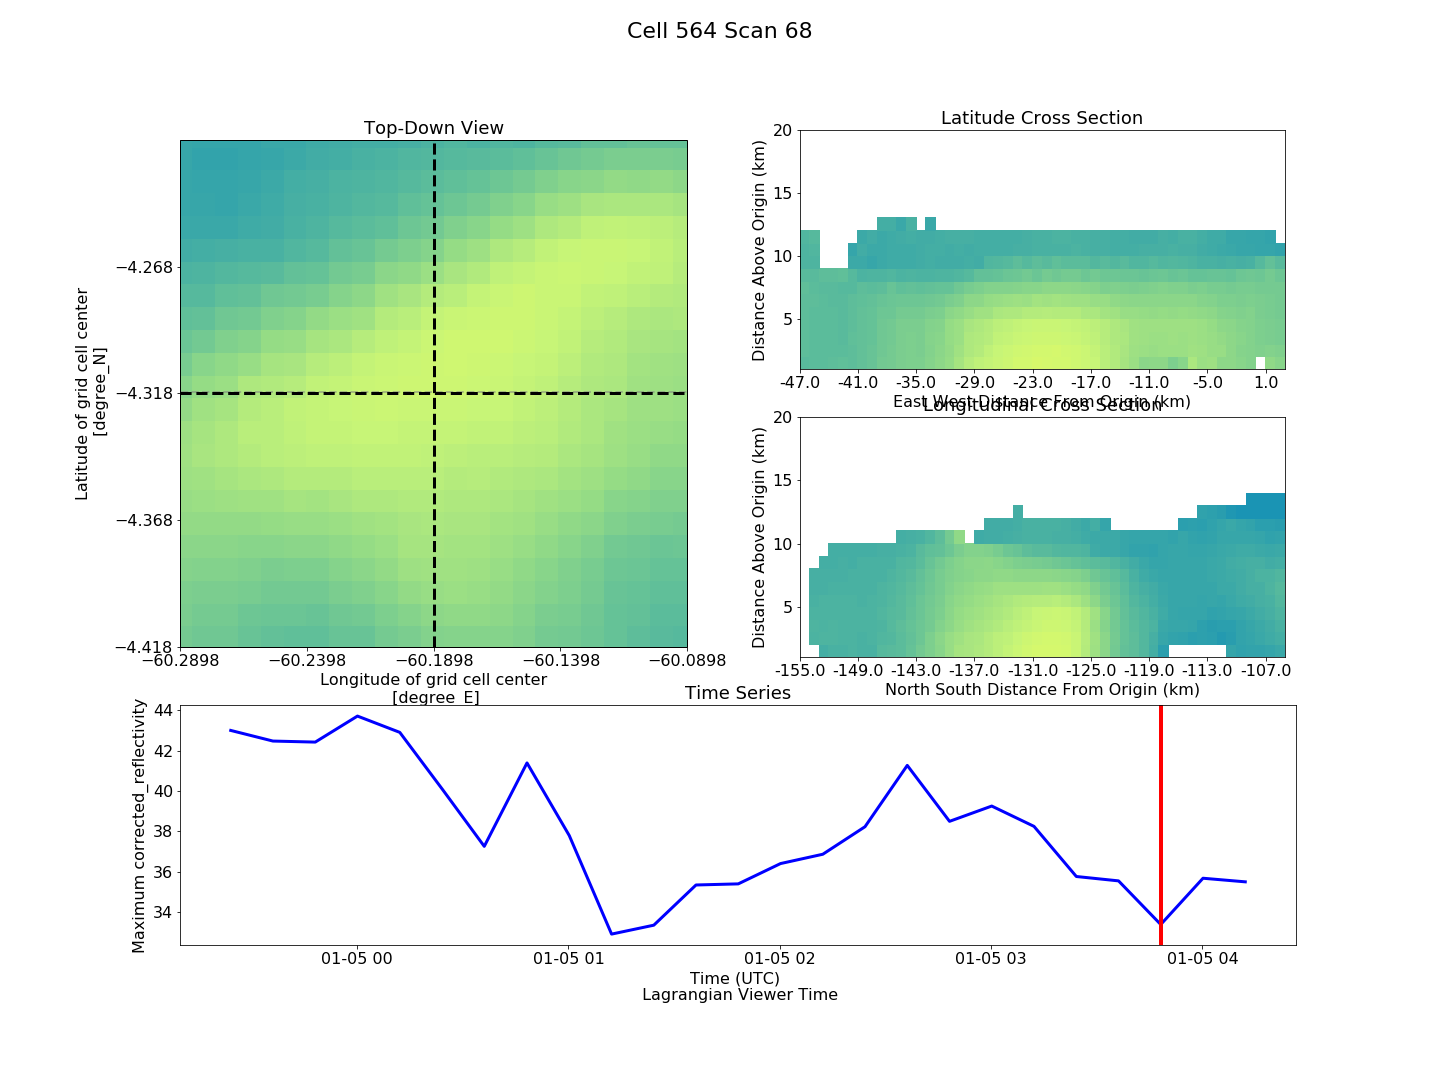 Cell 564 Scan 68
Top-Down View
−4.268
−4.318
−4.368
−4.418
Latitude of grid cell center
[degree_N]
−60.2898
−60.2398
−60.1898
−60.1398
−60.0898
Longitude of grid cell center
[degree_E]
Latitude Cross Section
20
15
10
5
Distance Above Origin (km)
-47.0
-41.0
-35.0
-29.0
-23.0
-17.0
-11.0
-5.0
1.0
East West Distance From Origin (km)
Longitudinal Cross Section
20
15
10
5
Distance Above Origin (km)
-155.0
-149.0
-143.0
-137.0
-131.0
-125.0
-119.0
-113.0
-107.0
North South Distance From Origin (km)
Time Series
44
42
40
38
36
34
Maximum corrected_reflectivity
01-05 00
01-05 01
01-05 02
01-05 03
01-05 04
Time (UTC)
Lagrangian Viewer Time